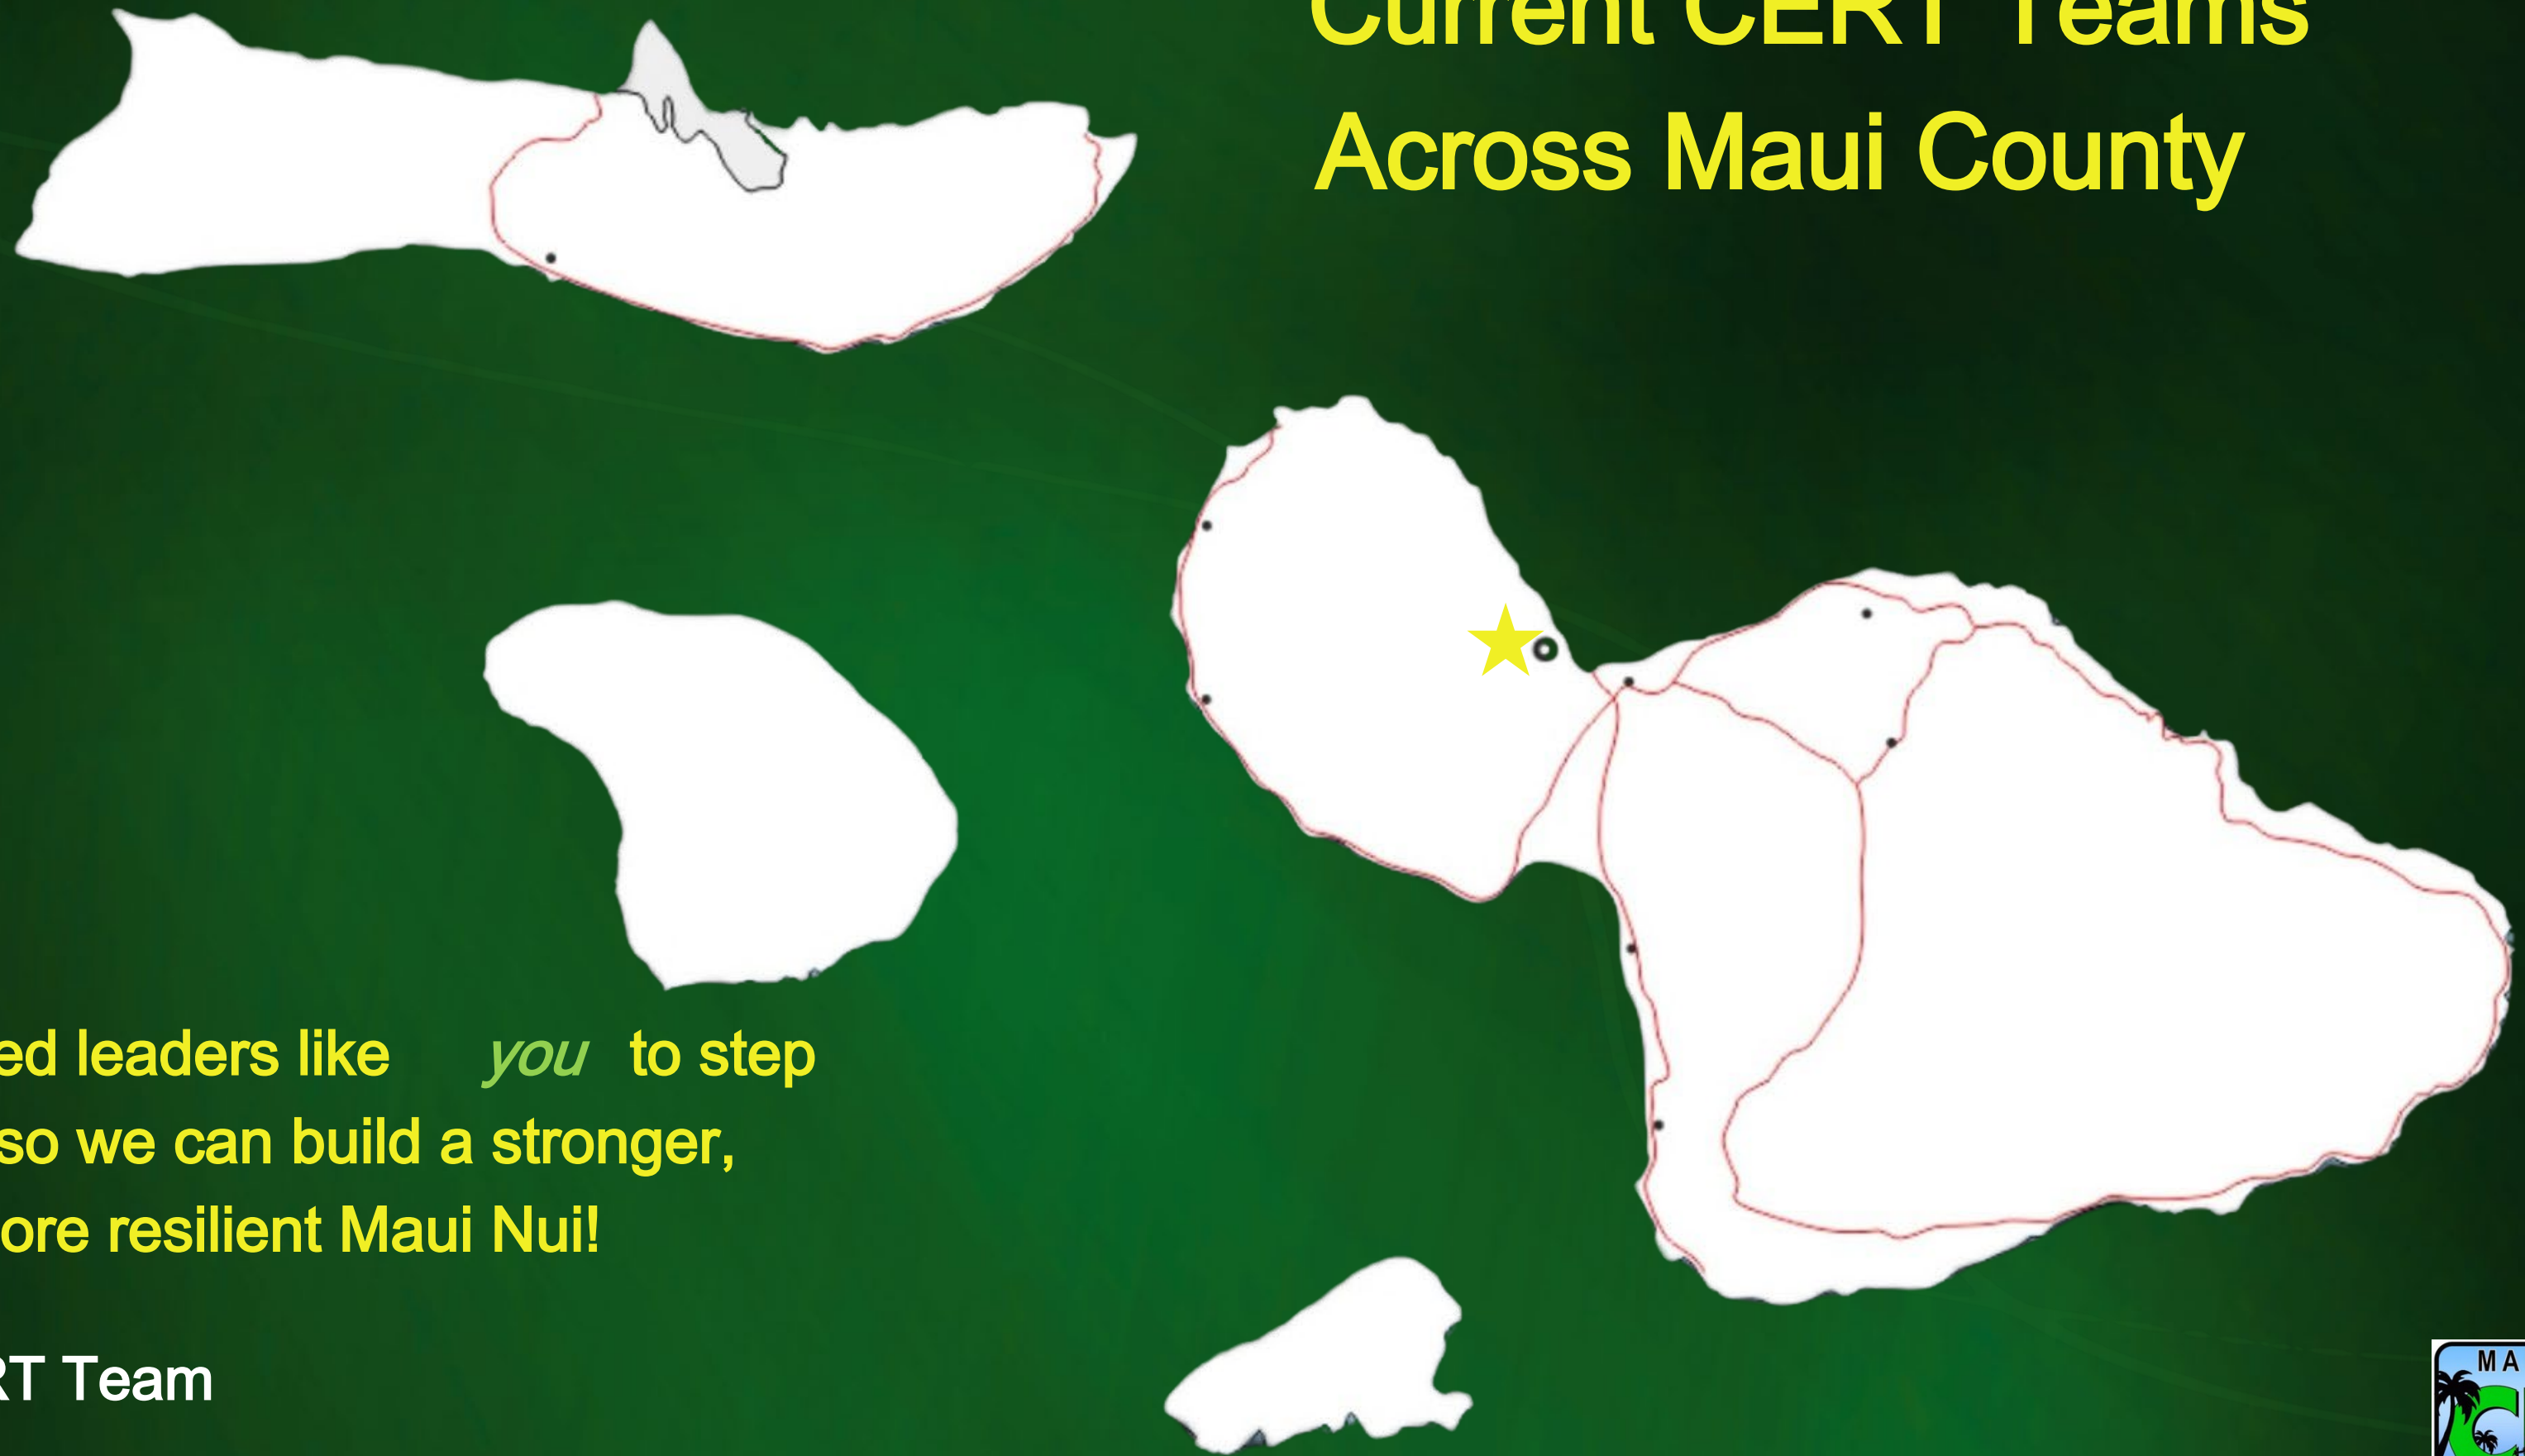 Current CERT Teams
Across Maui County
ed leaders like you to step
so we can build a stronger,
ore resilient Maui Nui!
RT Team
MA
C